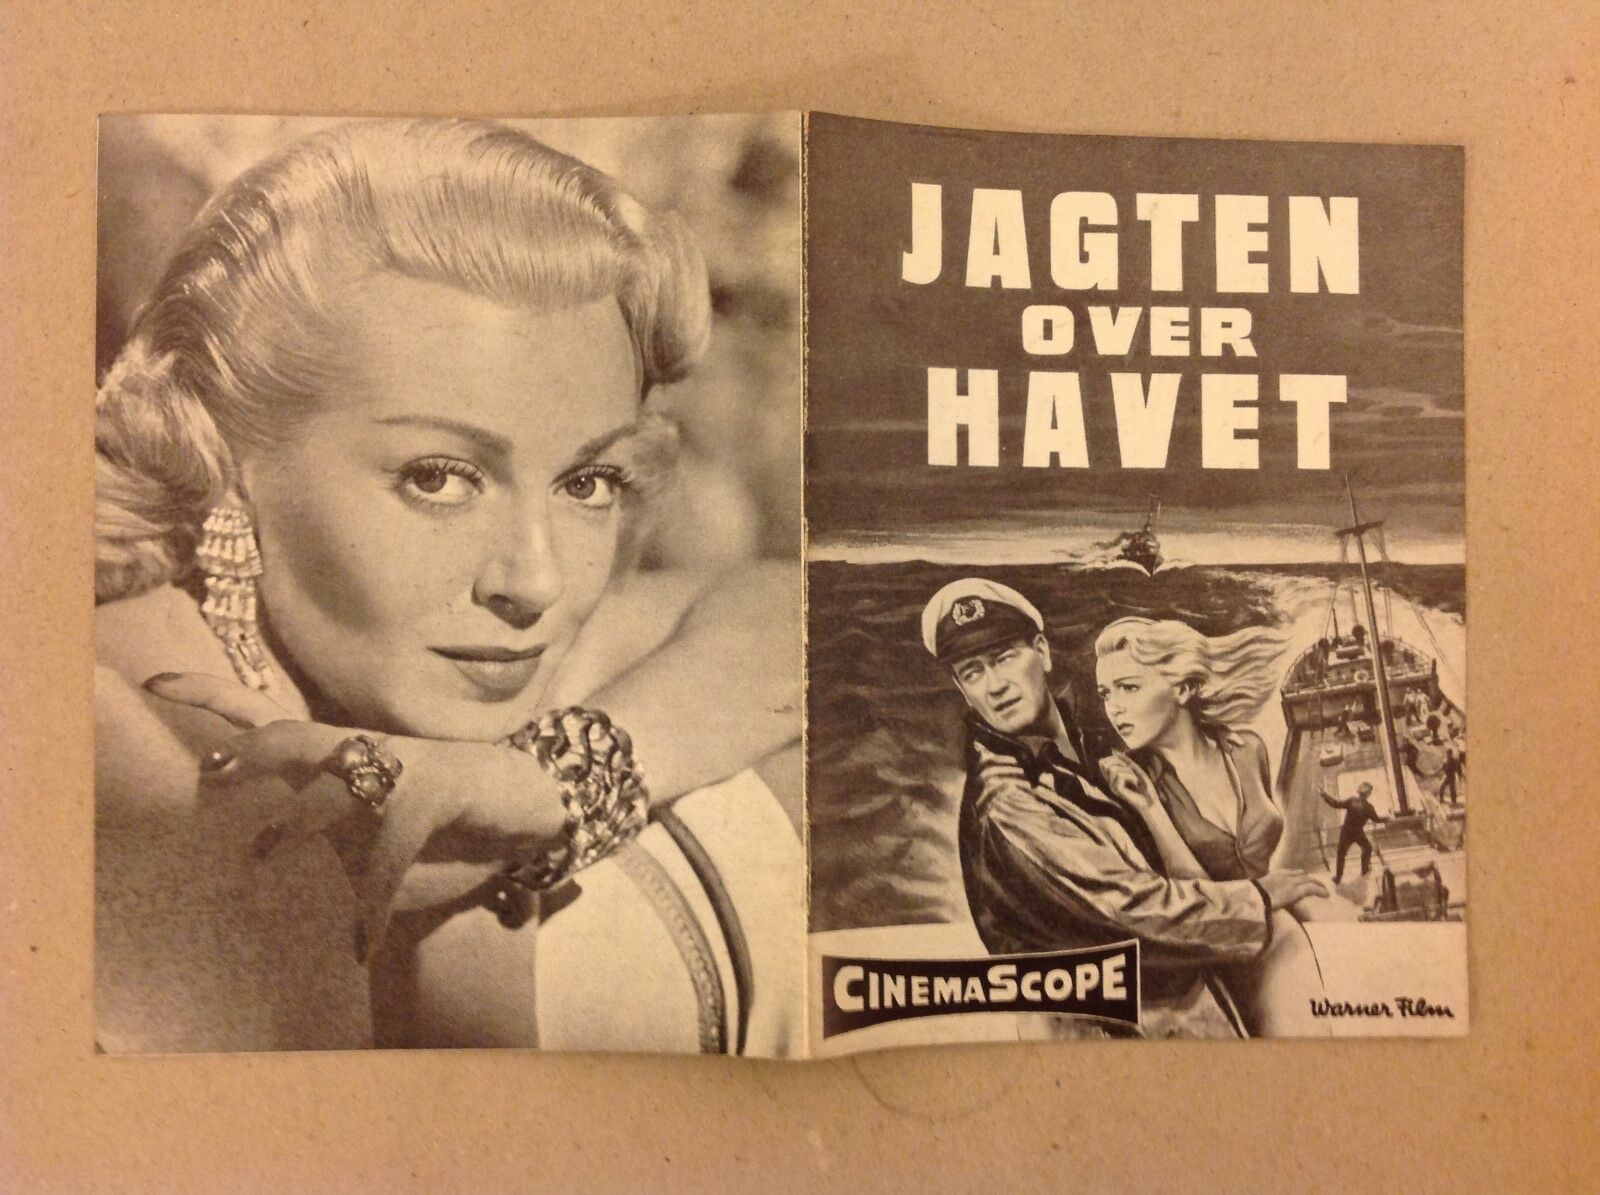 JAGTEN
OVER
HAVET
CINEMASCOPE
Warner Film